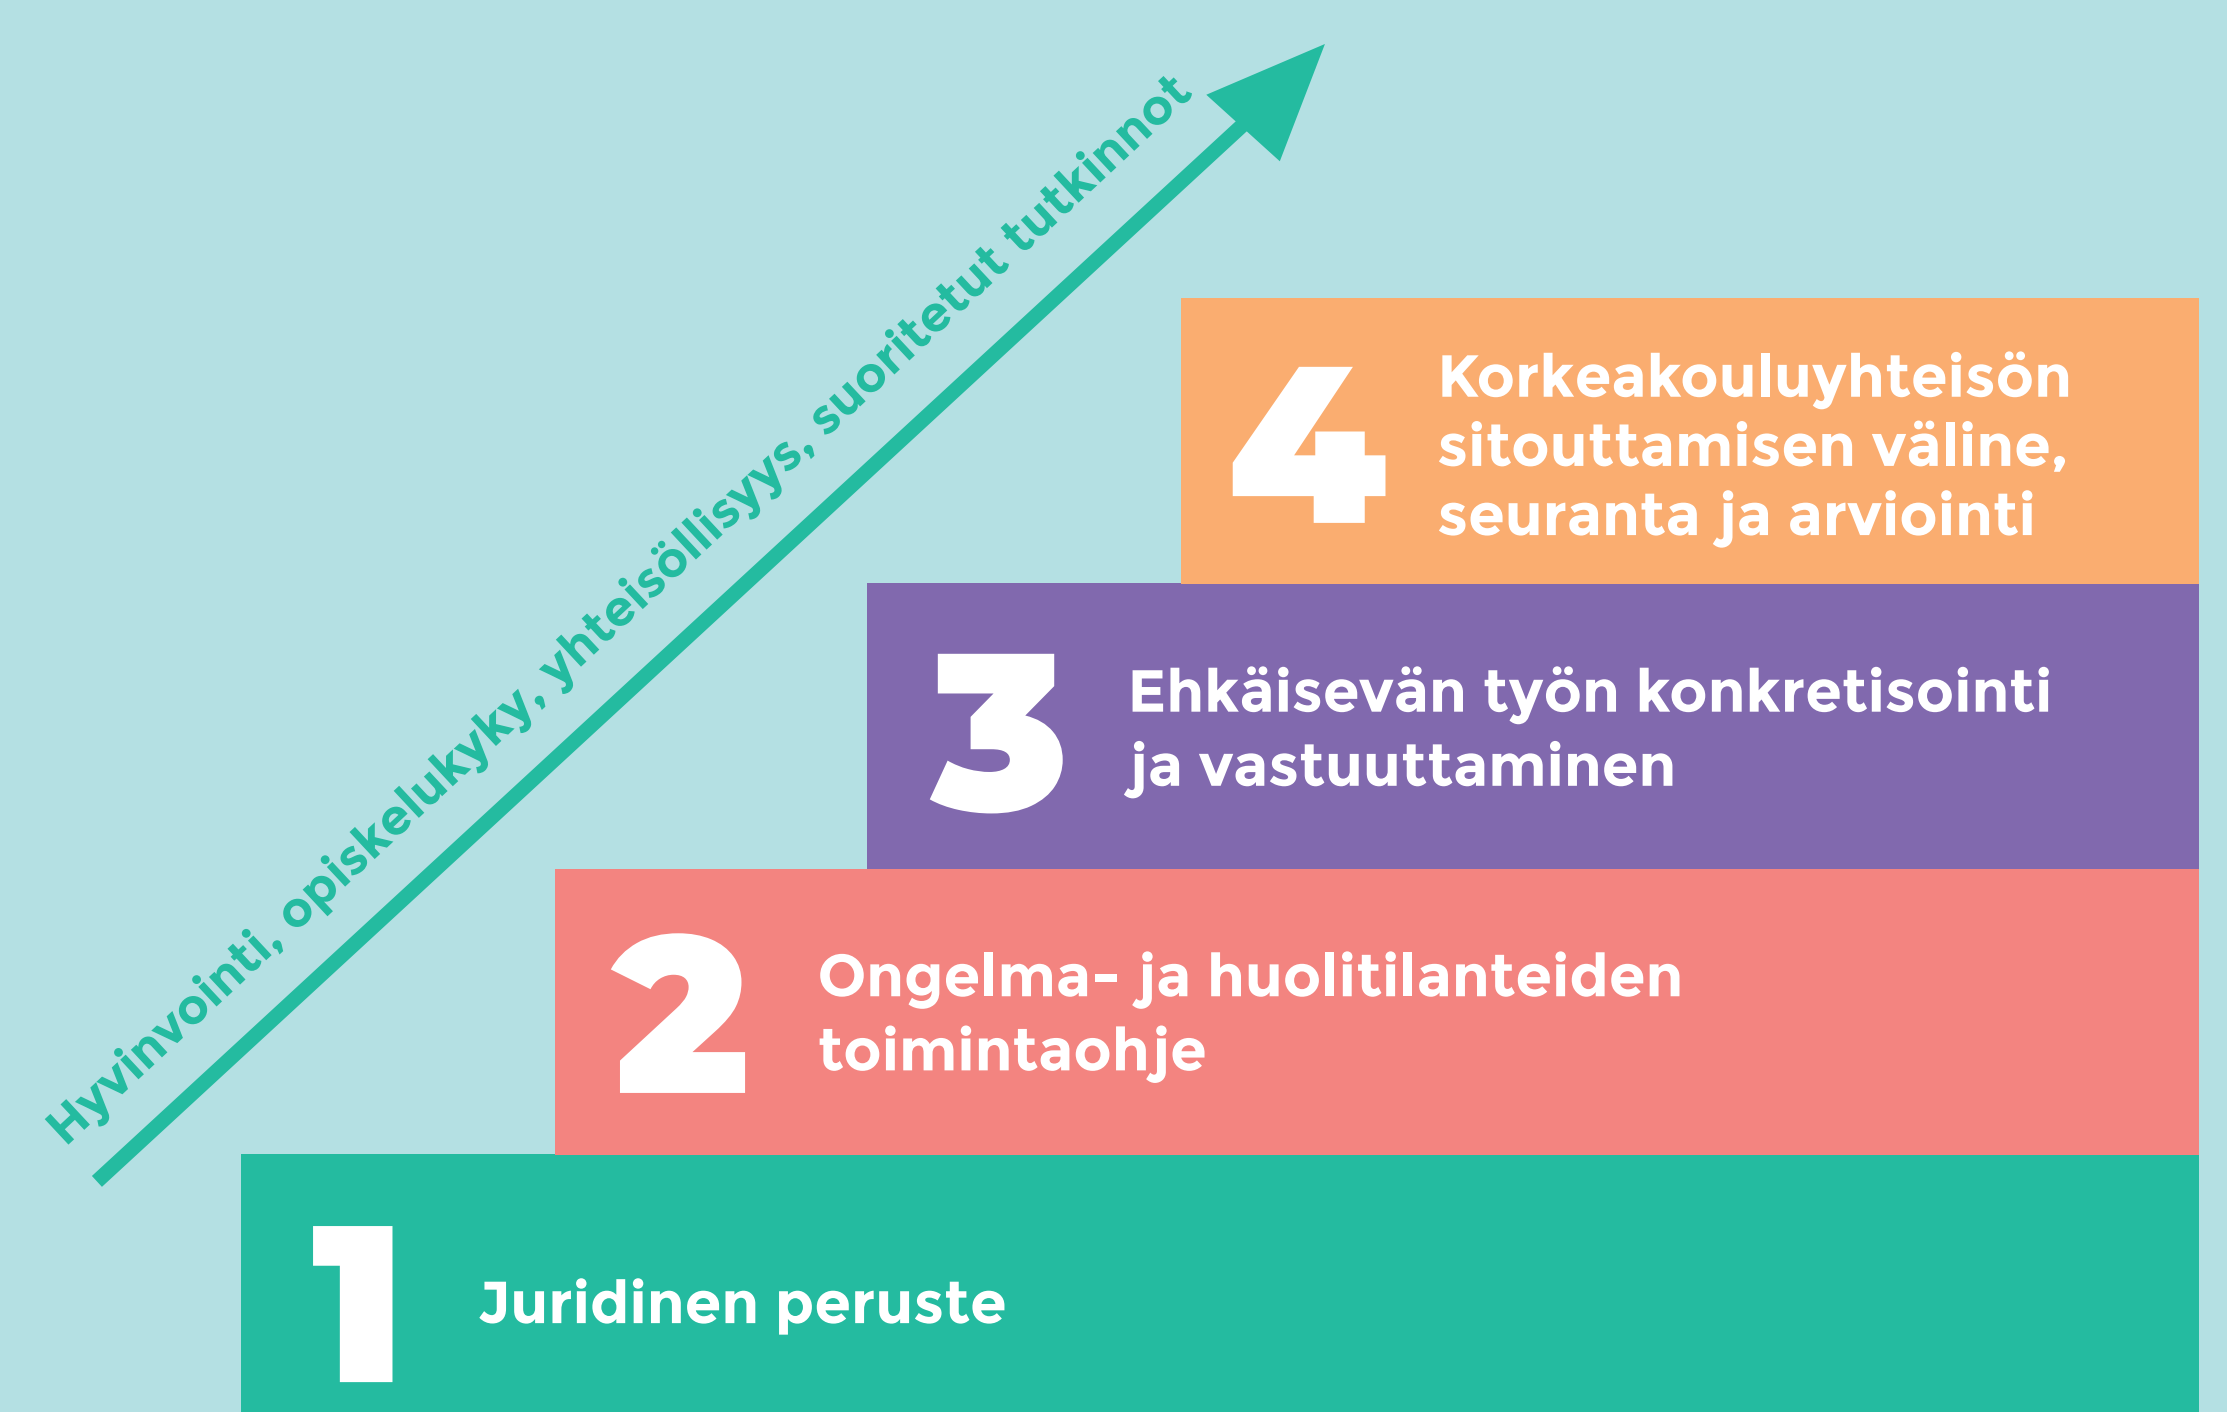 Hyvinvointi, opiskelukyky, yhteisöllisyys, suoritetut tutkinnot
4
Korkeakouluyhteisön
sitouttamisen väline,
seuranta ja arviointi
3
Ehkäisevän työn konkretisointi
ja vastuuttaminen
2
Ongelma- ja huolitilanteiden
toimintaohje
1
Juridinen peruste